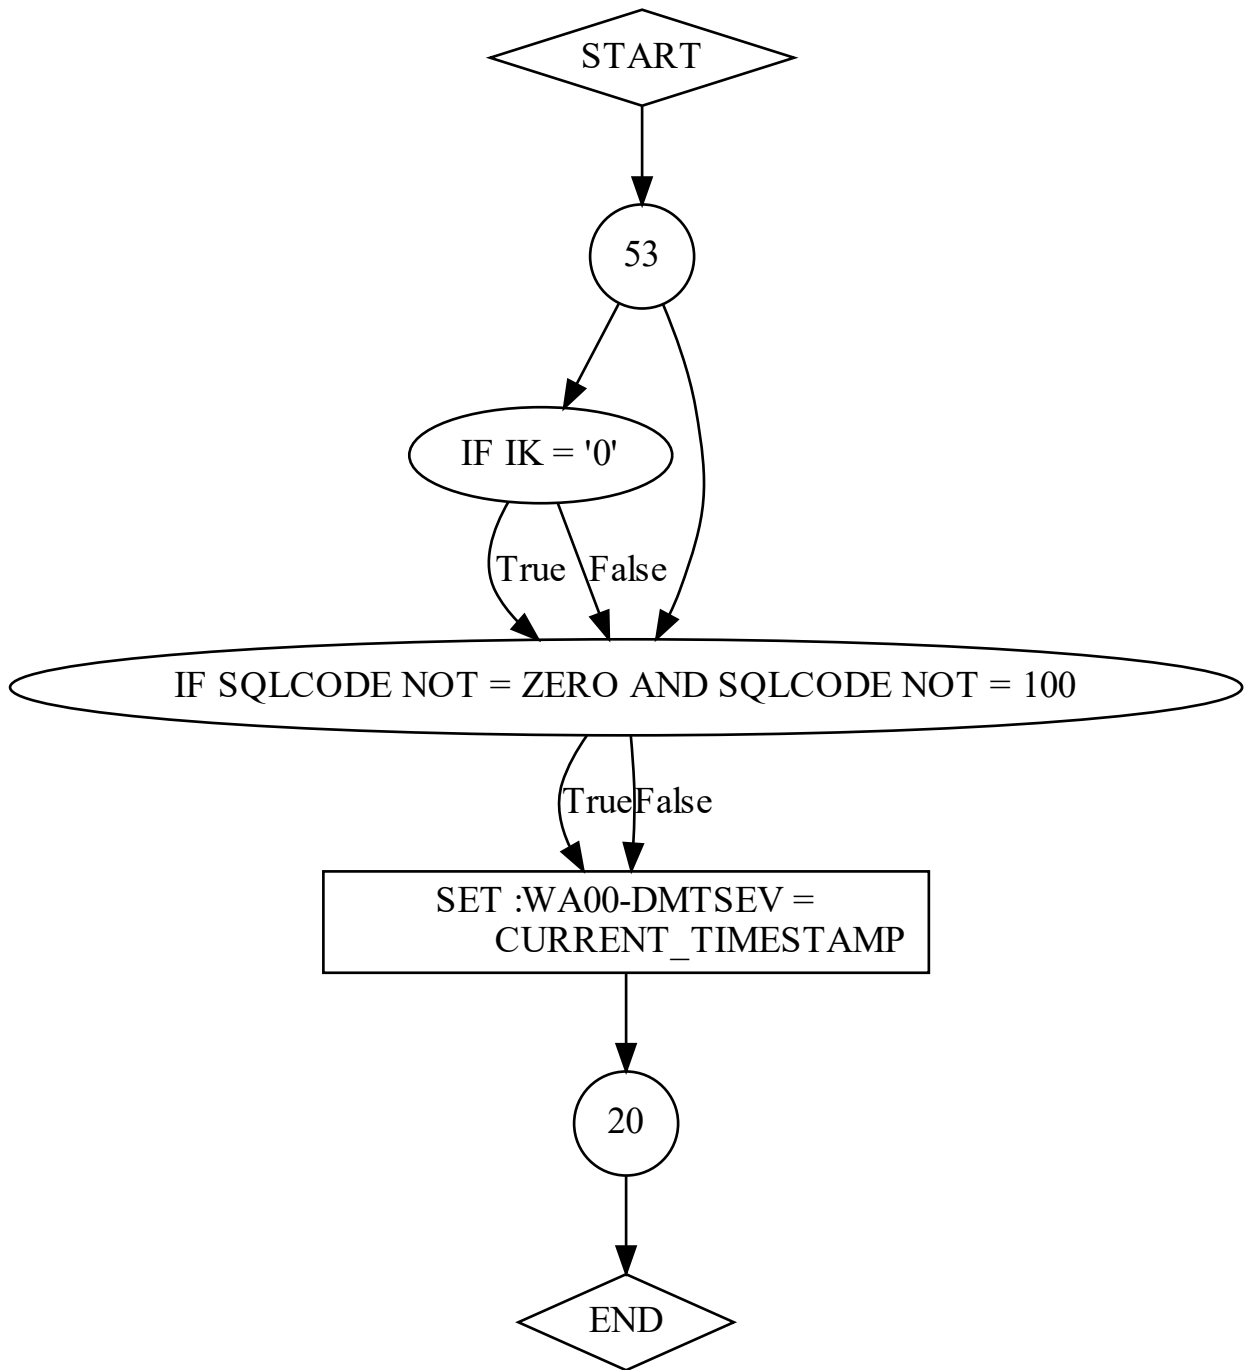 START
53
IF IK = '0'
True
False
IF SQLCODE NOT = ZERO AND SQLCODE NOT = 100
True
False
SET :WA00-DMTSEV =
CURRENT_TIMESTAMP
20
END